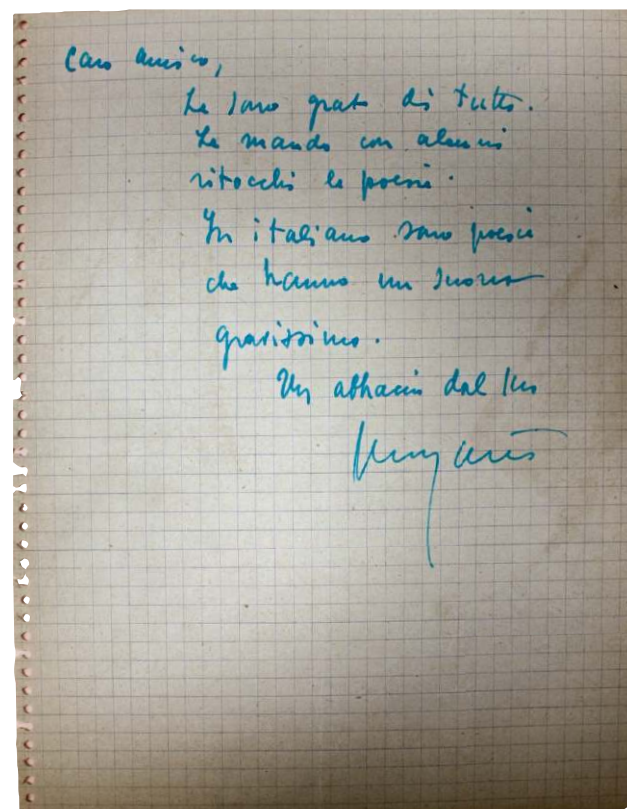 Caro amico,
Le sono grato di tutto.
Le mando con alcuni
ritocchi le poesie.
In italiano sono poesie
che hanno un suono
gravissimo.
Un abbraccio dal suo
Ungaretti